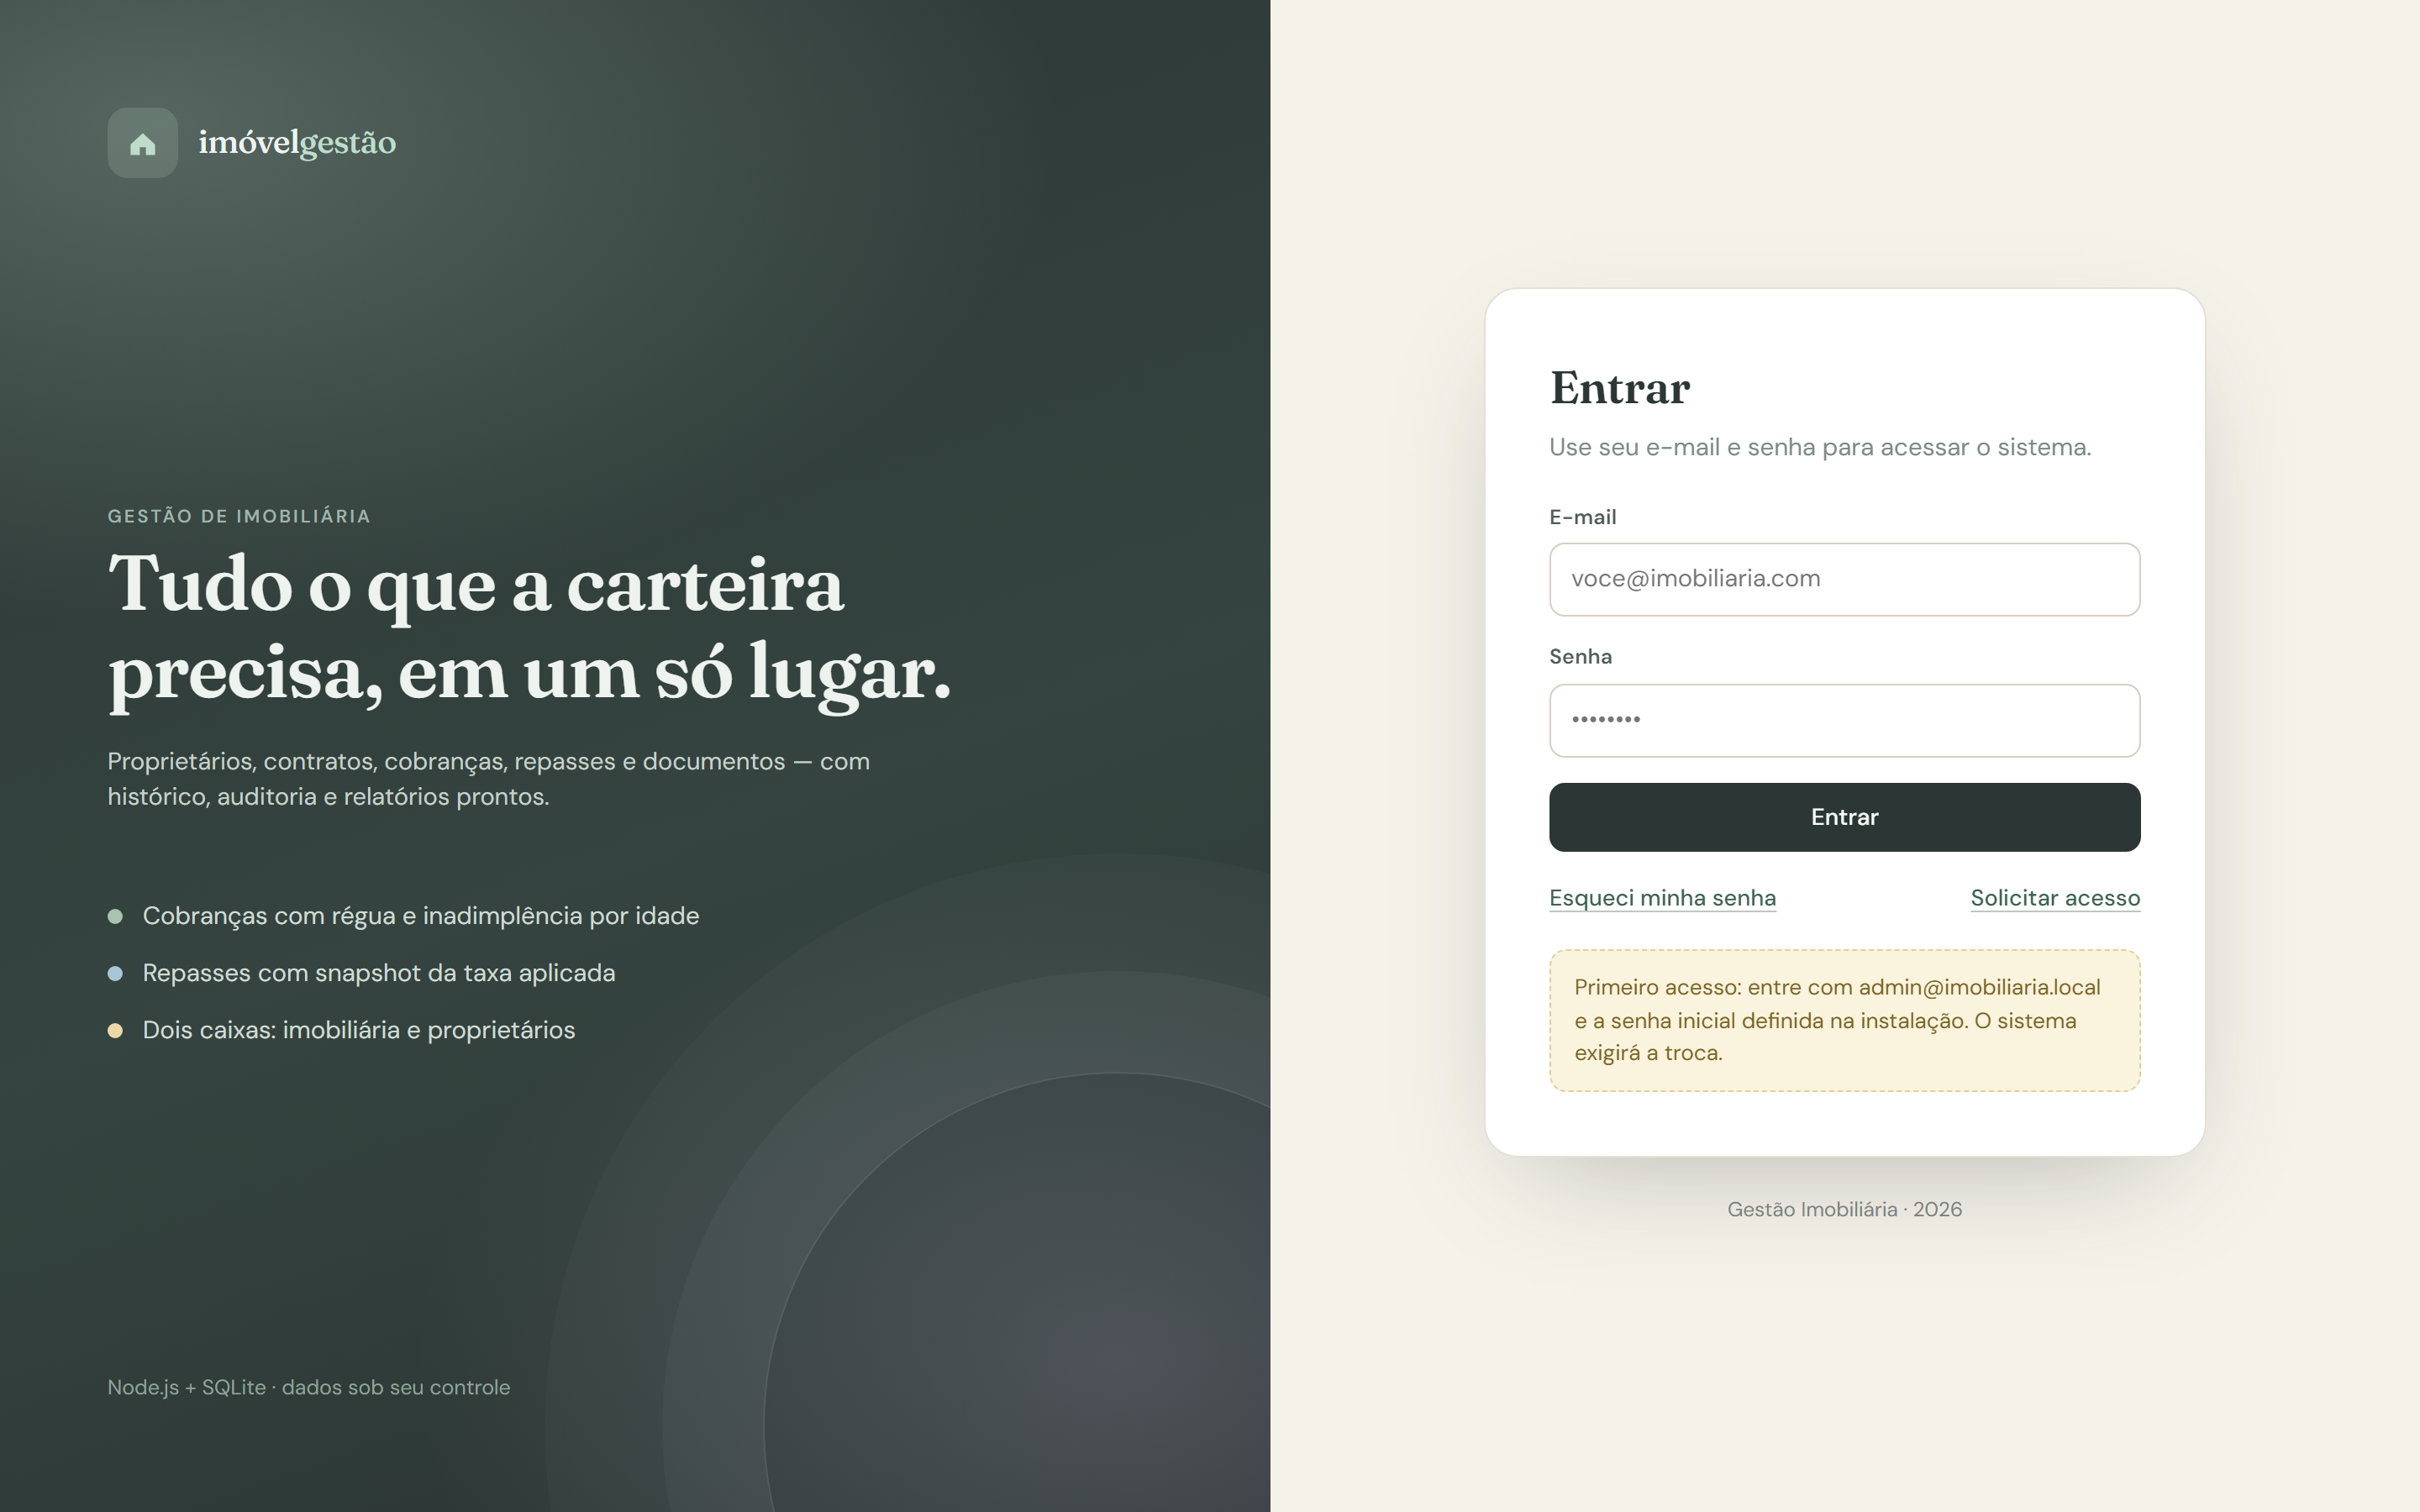 imóvelgestão
GESTÃO DE IMOBILIÁRIA
Tudo o que a carteira
precisa, em um só lugar.
Proprietários, contratos, cobranças, repasses e documentos — com
histórico, auditoria e relatórios prontos.
Cobranças com régua e inadimplência por idade
Repasses com snapshot da taxa aplicada
Dois caixas: imobiliária e proprietários
Node.js + SQLite · dados sob seu controle
Entrar
Use seu e-mail e senha para acessar o sistema.
E-mail
voce@imobiliaria.com
Senha
••••••••
Entrar
Esqueci minha senha
Solicitar acesso
Primeiro acesso: entre com admin@imobiliaria.local
e a senha inicial definida na instalação. O sistema
exigirá a troca.
Gestão Imobiliária · 2026